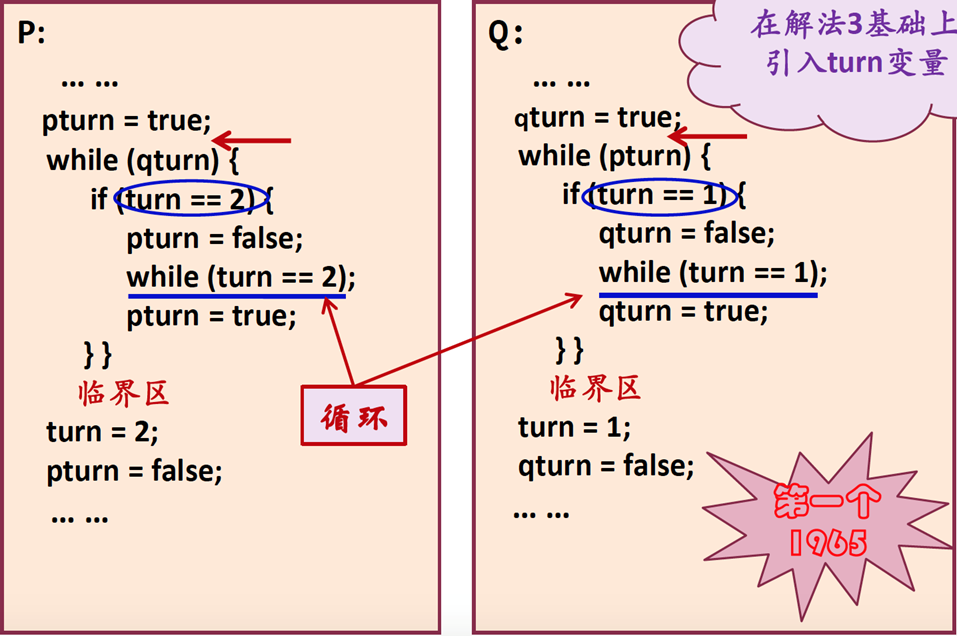 P:
... ...
pturn = true;
while (qturn) {
if (turn == 2) {
pturn = false;
while (turn == 2);
pturn = true;
} }
临界区
turn = 2;
pturn = false;
... ...
循环
Q:
... ...
qturn = true;
while (pturn) {
if (turn == 1) {
qturn = false;
while (turn == 1);
qturn = true;
} }
临界区
turn = 1;
qturn = false;
... ...
在解法3基础上
引入turn变量
第一个
1965